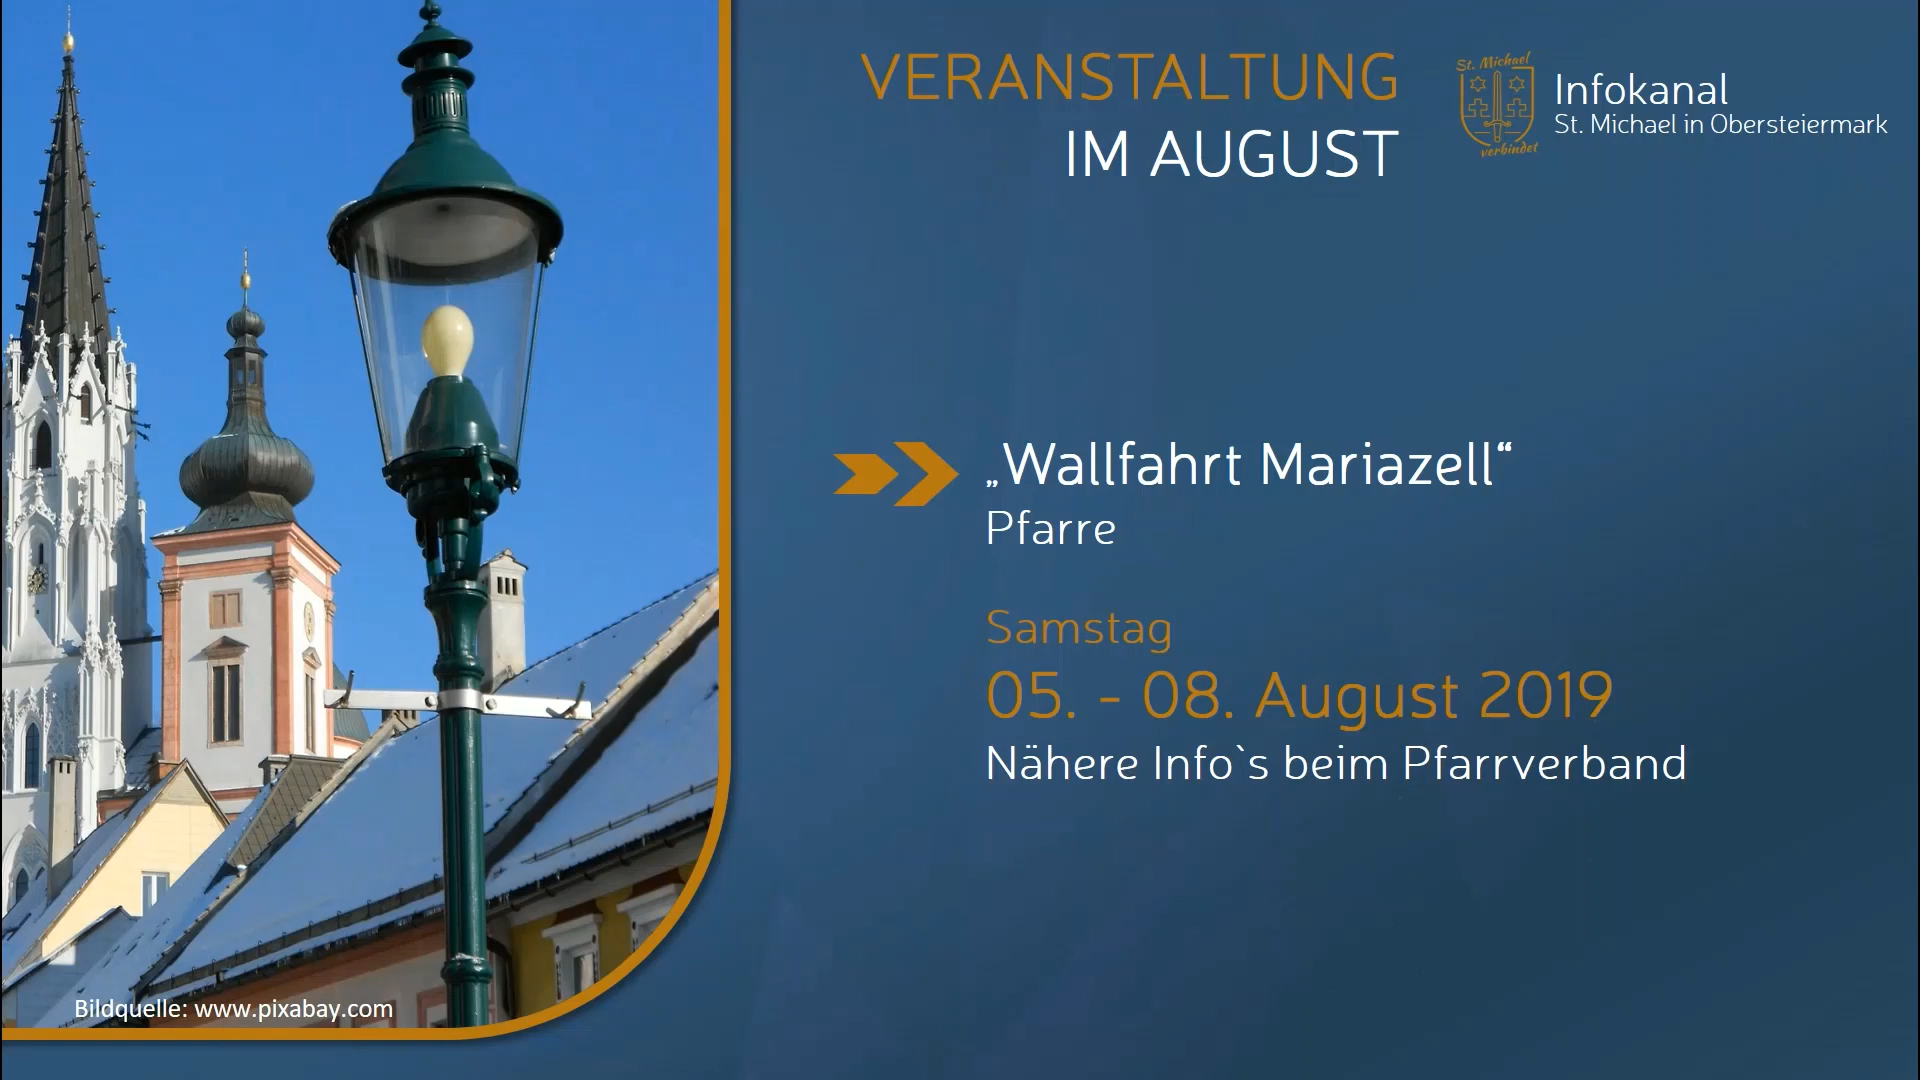 VERANSTALTUNG
IM AUGUST
St. Michael
verbindet
Infokanal
St. Michael in Obersteiermark
„Wallfahrt Mariazell“
Pfarre
Samstag
05. - 08. August 2019
Nähere Info`s beim Pfarrverband
Bildquelle: www.pixabay.com